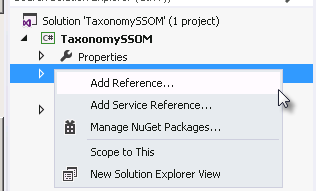 Solution 'TaxonomySSOM' (1 project)
C# TaxonomySSOM
Properties
Add Reference...
Add Service Reference...
Manage NuGet Packages...
Scope to This
New Solution Explorer View